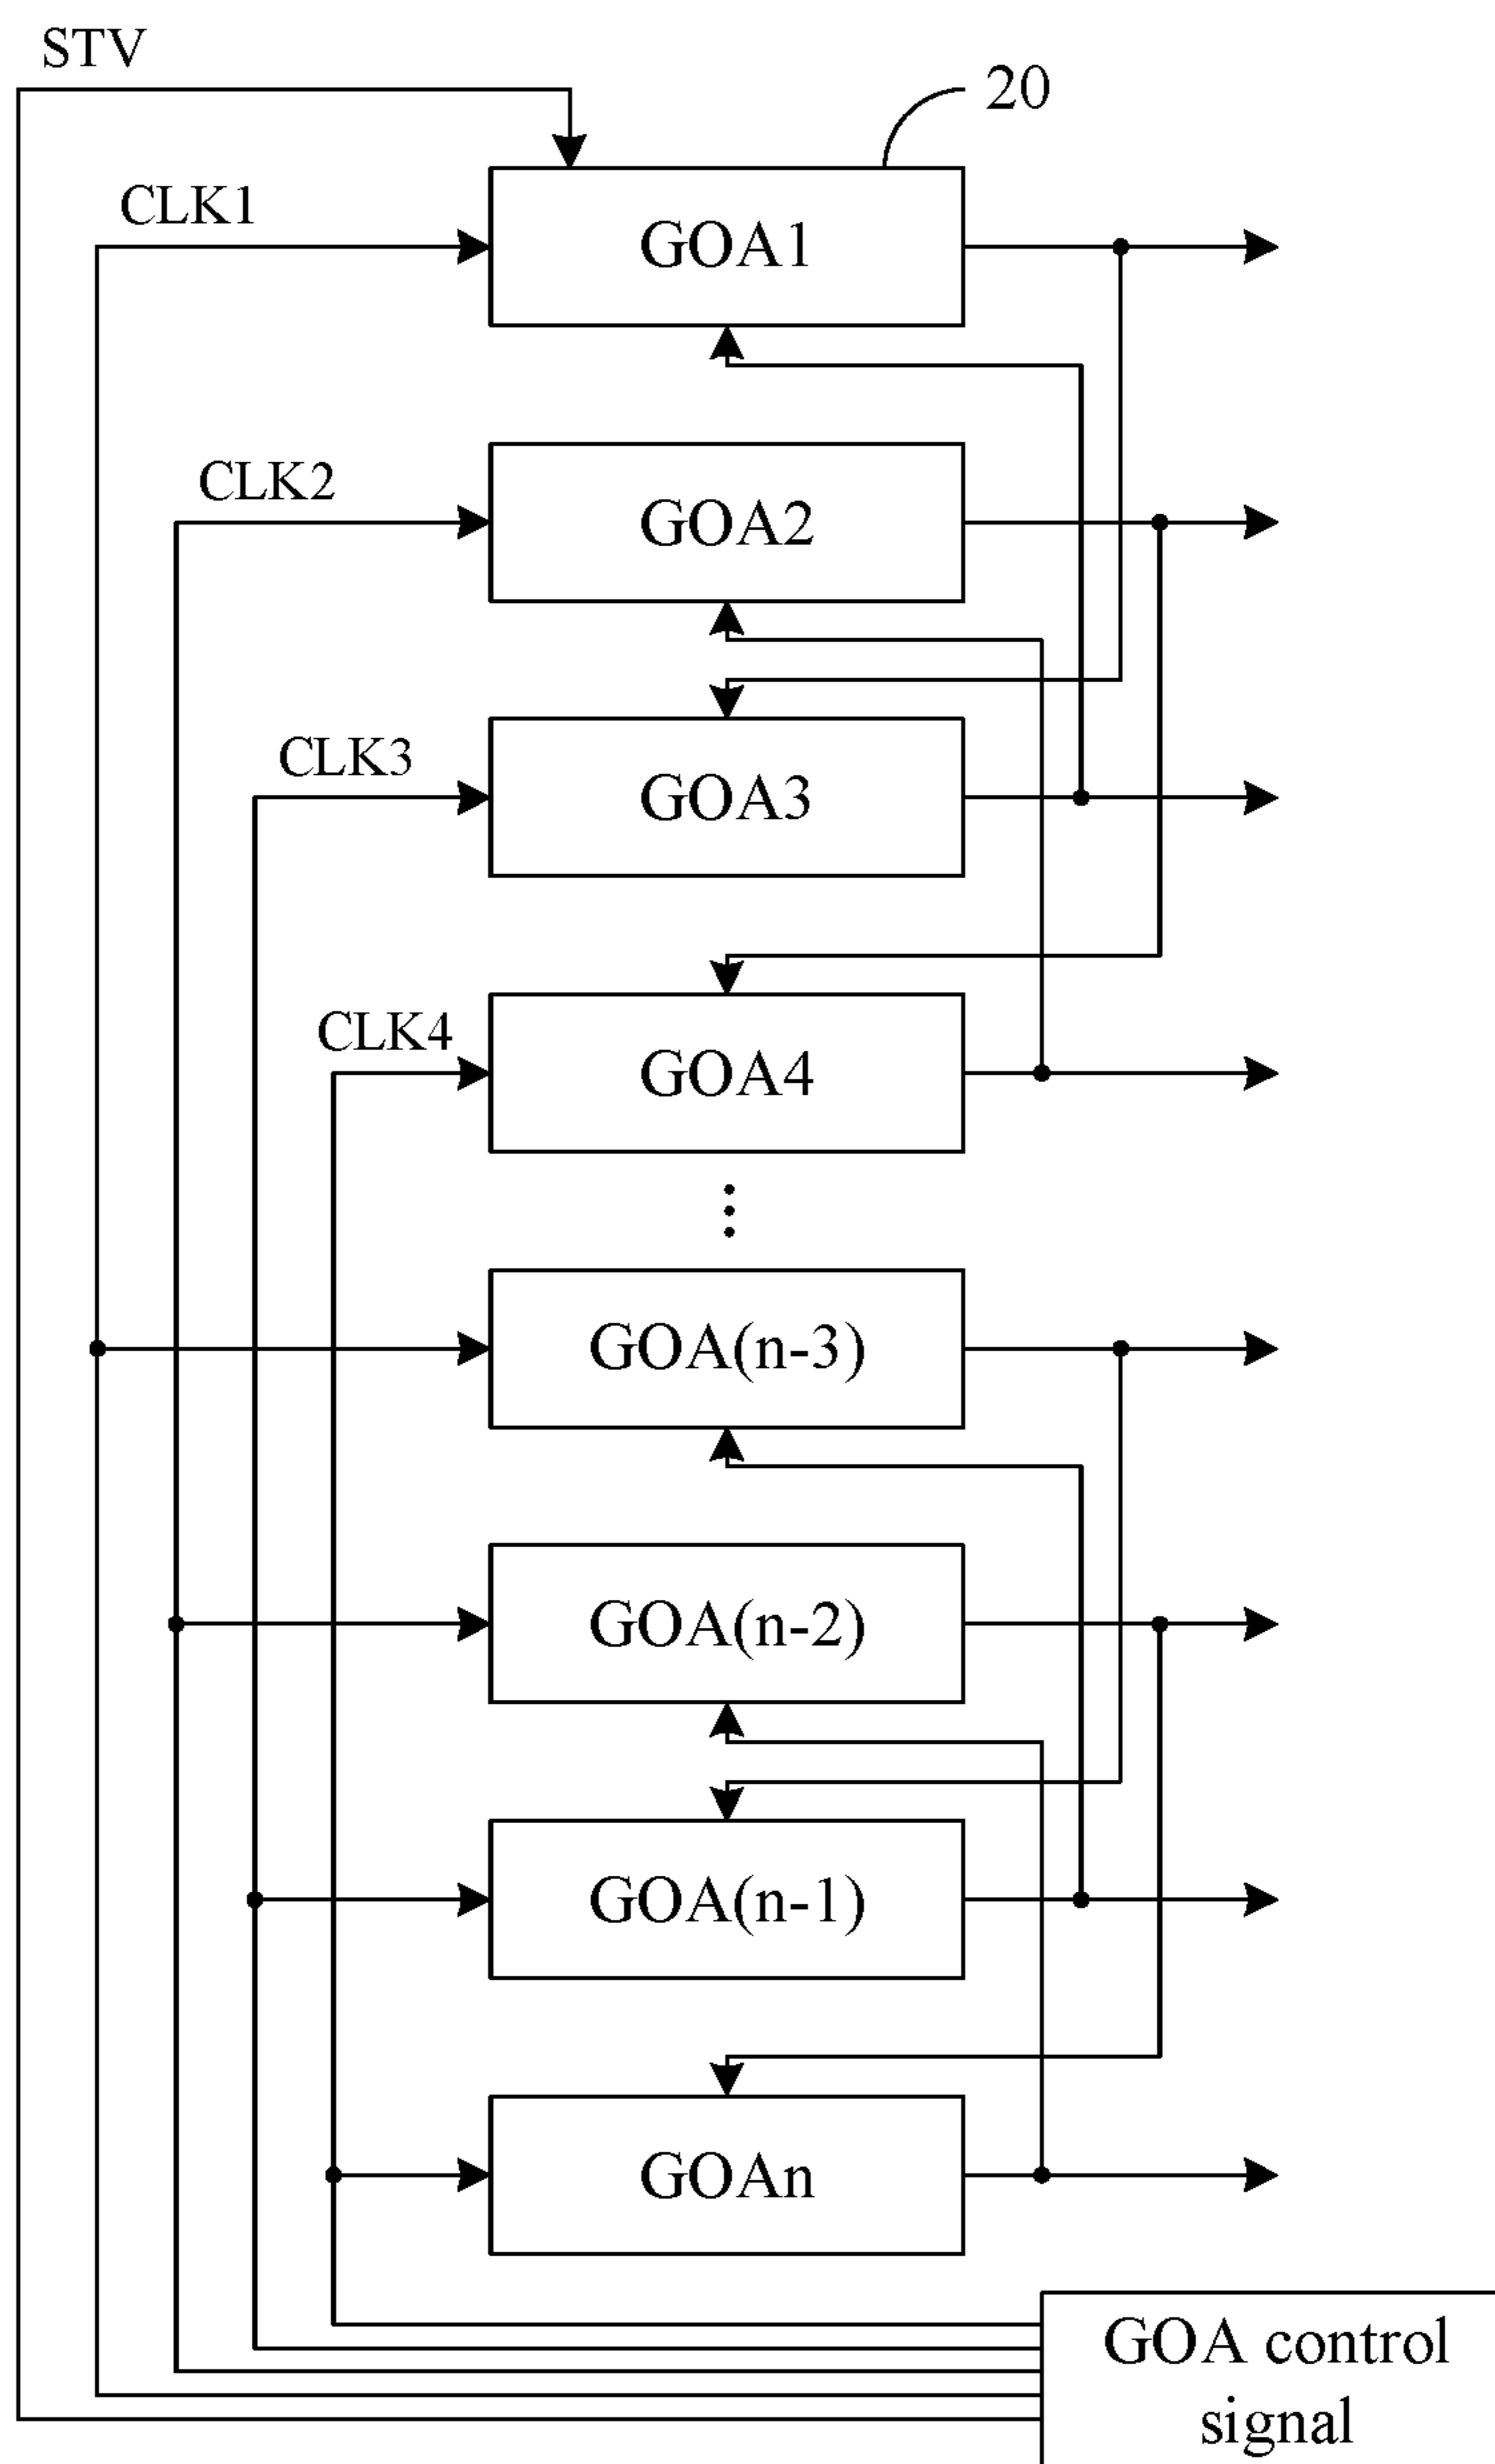 STV
20
CLK1
GOA1
CLK2
GOA2
CLK3
GOA3
CLK4
GOA4
GOA(n-3)
GOA(n-2)
GOA(n-1)
GOAn
GOA control
signal